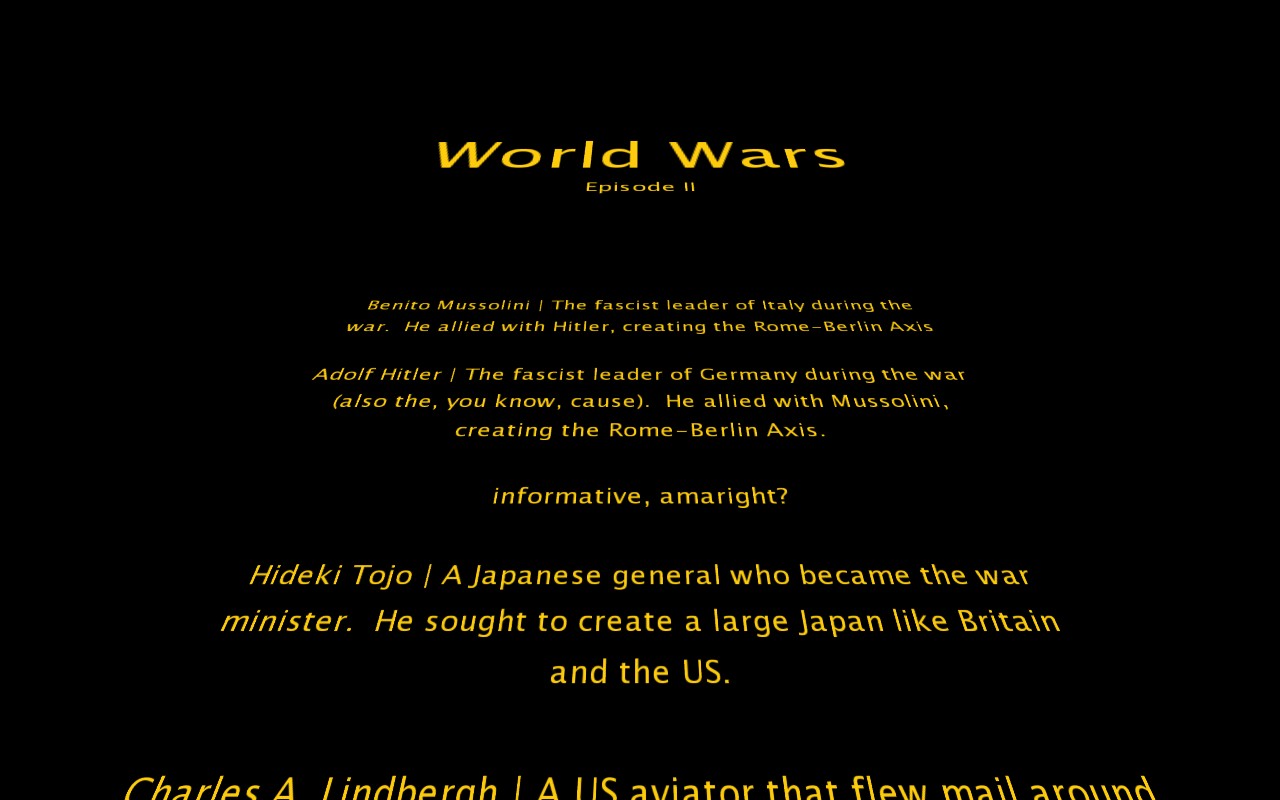 World Wars
Episode II
Benito Mussolini | The fascist leader of Italy during the
war.  He allied with Hitler, creating the Rome-Berlin Axis
Adolf Hitler | The fascist leader of Germany during the war
(also the, you know, cause).  He allied with Mussolini,
creating the Rome-Berlin Axis.
informative, amaright?
Hideki Tojo | A Japanese general who became the war
minister.  He sought to create a large Japan like Britain
and the US.
Charles A. Lindbergh | A US aviator that flew mail around